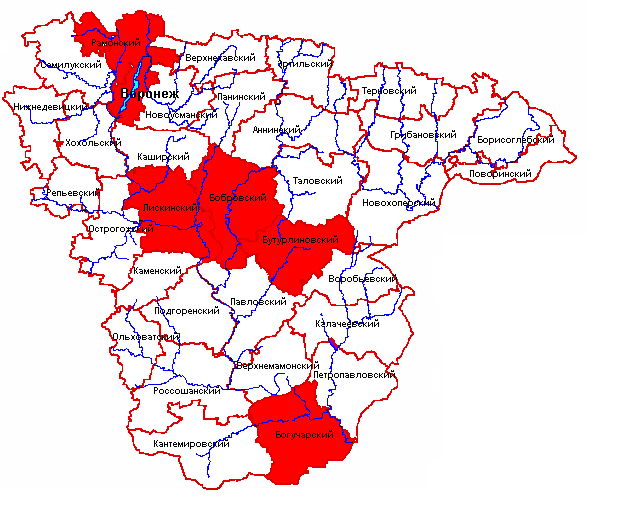 Рамонский
Верхнехавский
Семилукский
Эртильский
Терновский
Воронеж
Панинский
Нижнедевицкий
Новоусманский
Аннинский
Грибановский
Борисоглебский
Хохольский
Каширский
Поворинский
Таловский
Репьевский
Бобровский
Новохоперский
Лискинский
Острогожский
Бутурлиновский
Каменский
Воробьевский
Павловский
Подгоренский
Калачеевский
Ольховатский
Верхнемамонский
Петропавловский
Россошанский
Богучарский
Кантемировский